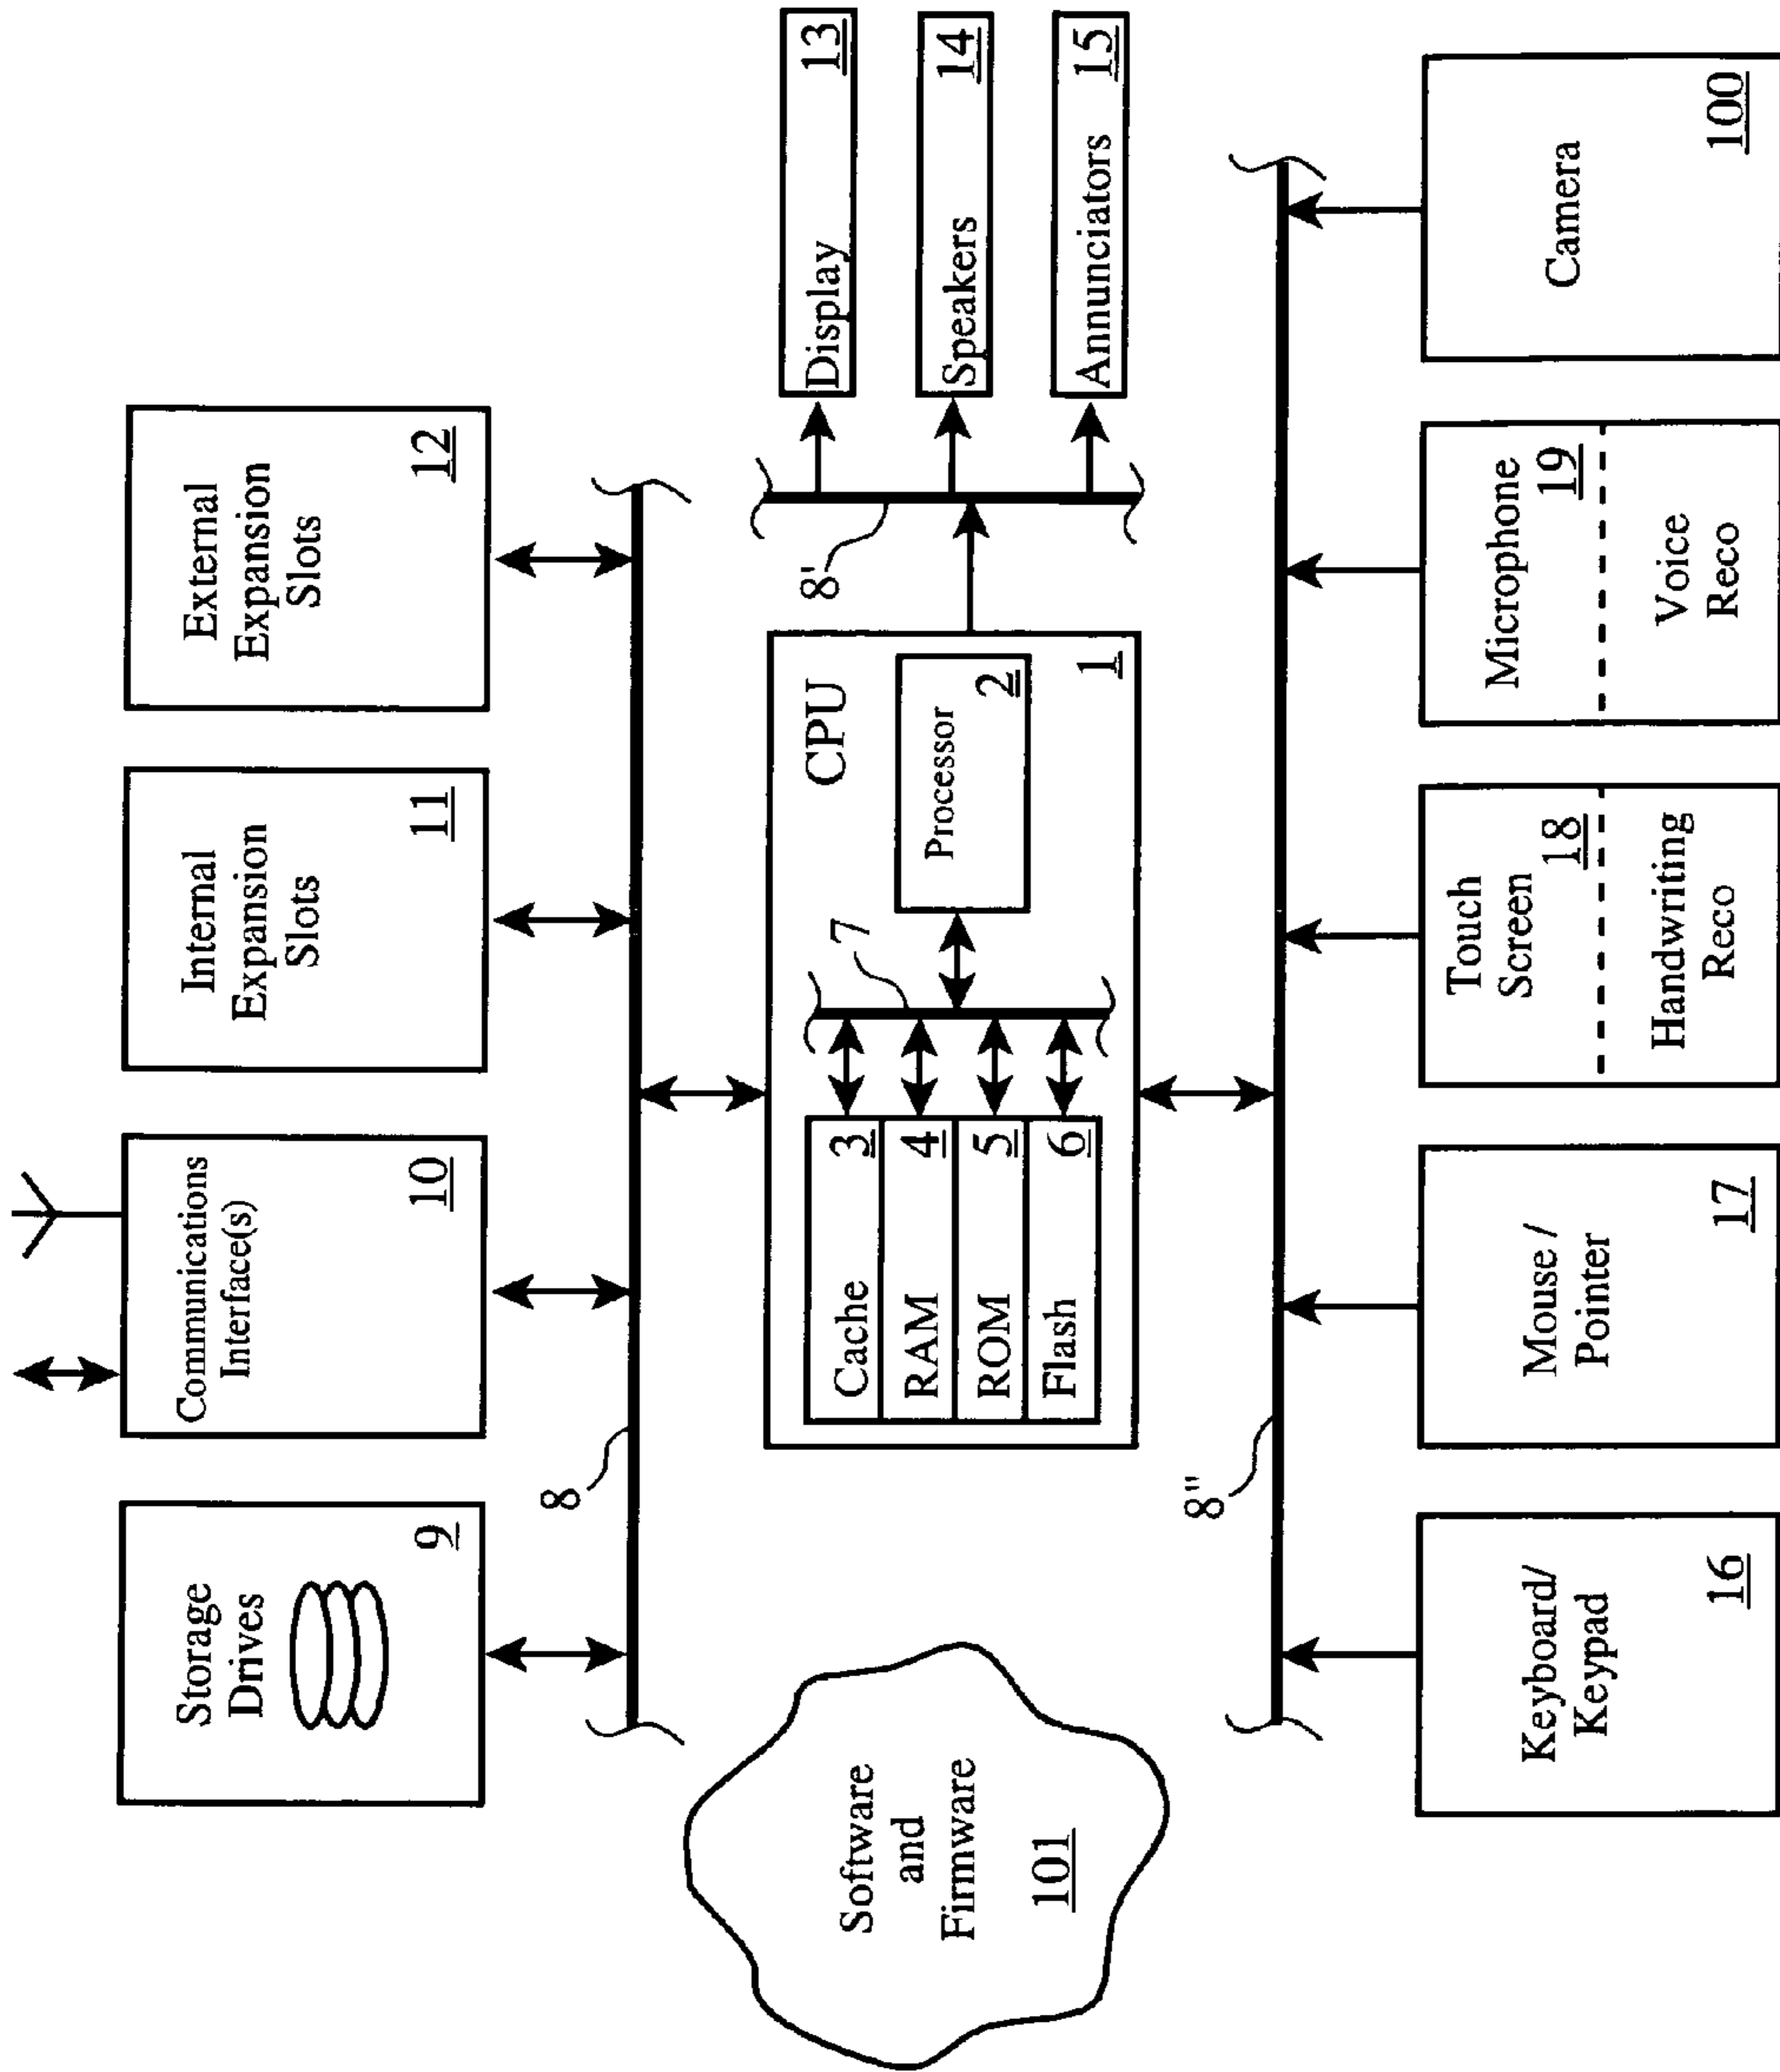 Storage
Drives
9
Communications
Interface(s)
10
Internal
Expansion
Slots
11
External
Expansion
Slots
12
8
Software
and
Firmware
101
CPU
1
Cache 3
RAM 4
ROM 5
Flash 6
7
Processor
2
8'
Display 13
Speakers 14
Annunciators 15
8"
Keyboard/
Keypad
16
Mouse /
Pointer
17
Touch
Screen
18
Handwriting
Reco
Microphone
19
Voice
Reco
Camera
100